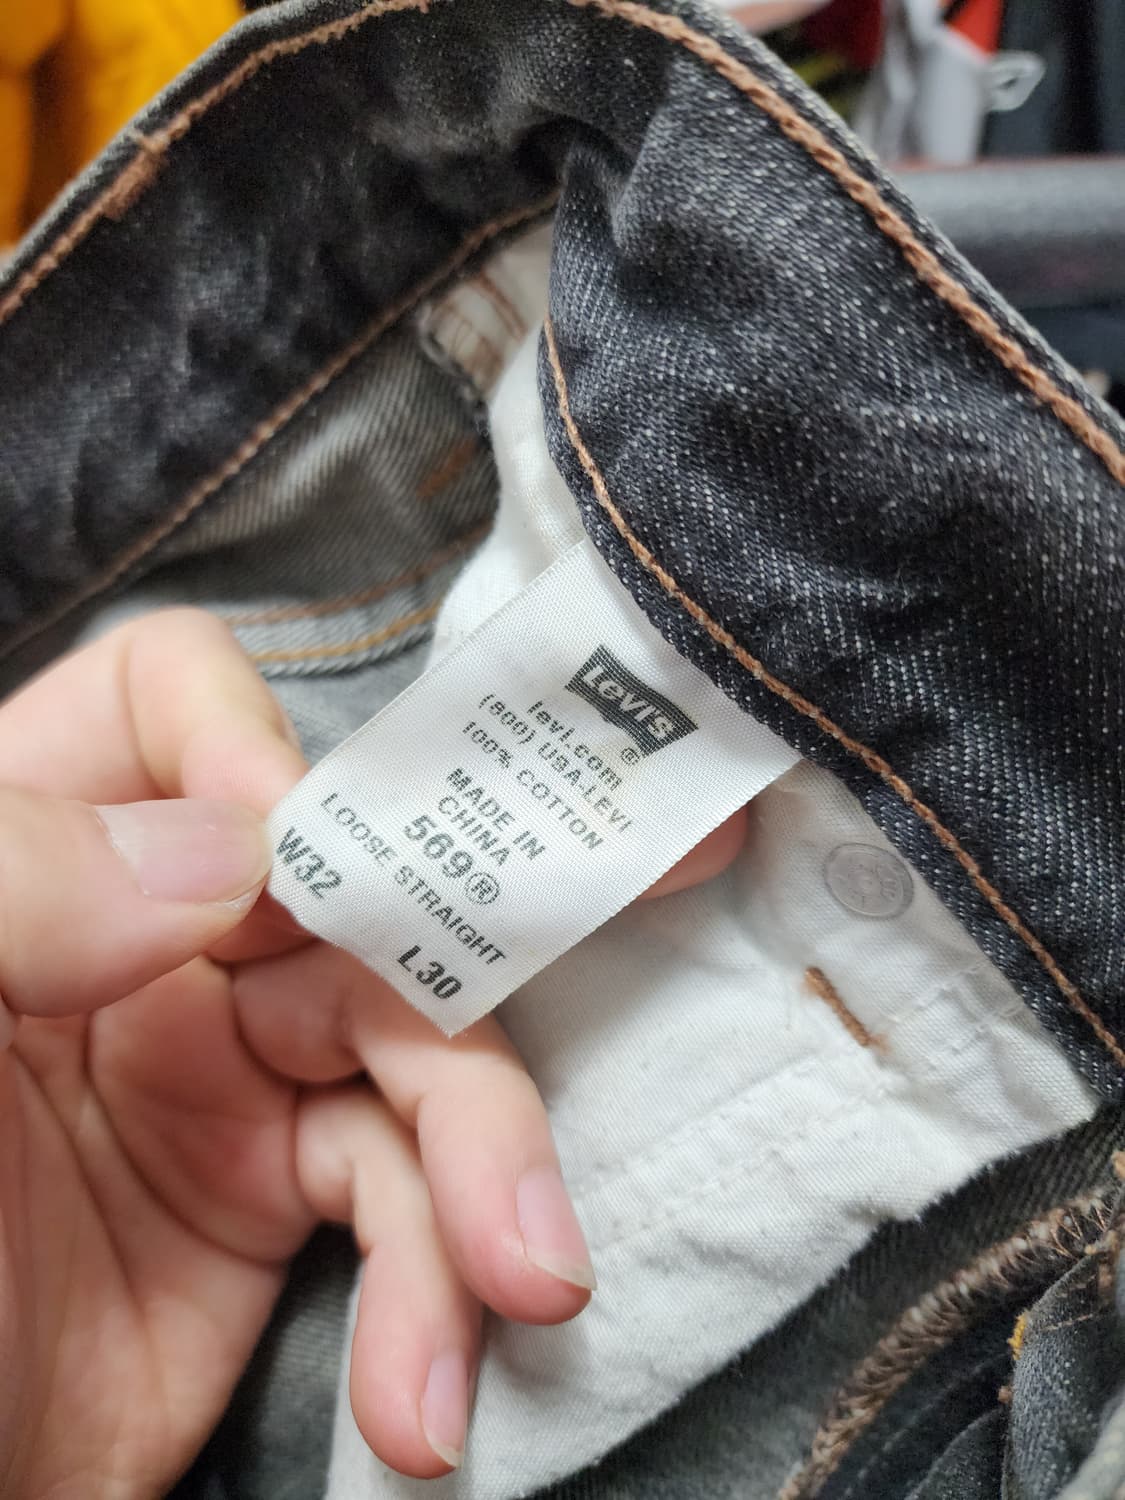 Levi's®
levi.com
(800) USA-LEVI
100% COTTON
MADE IN
CHINA
569®
LOOSE STRAIGHT
W32 L30